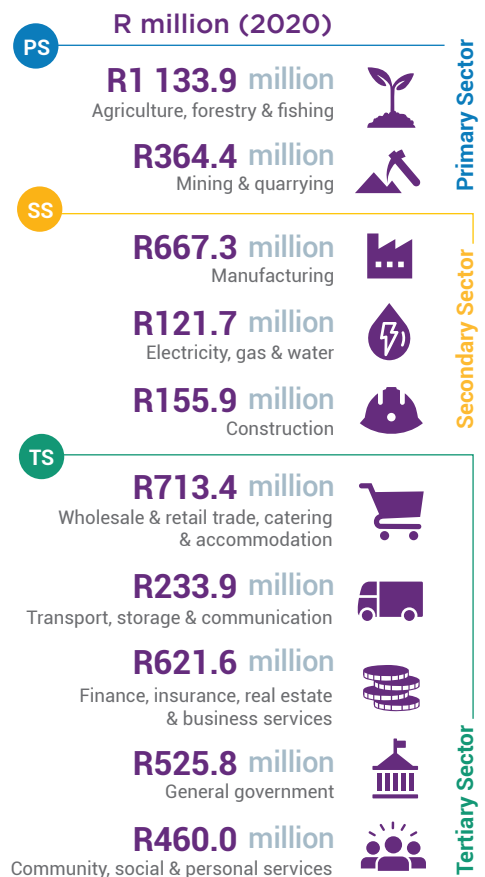 R million (2020)
PS
Primary Sector
R1 133.9 million
Agriculture, forestry & fishing
R364.4 million
Mining & quarrying
SS
Secondary Sector
R667.3 million
Manufacturing
R121.7 million
Electricity, gas & water
R155.9 million
Construction
TS
Tertiary Sector
R713.4 million
Wholesale & retail trade, catering
& accommodation
R233.9 million
Transport, storage & communication
R621.6 million
Finance, insurance, real estate
& business services
R525.8 million
General government
R460.0 million
Community, social & personal services